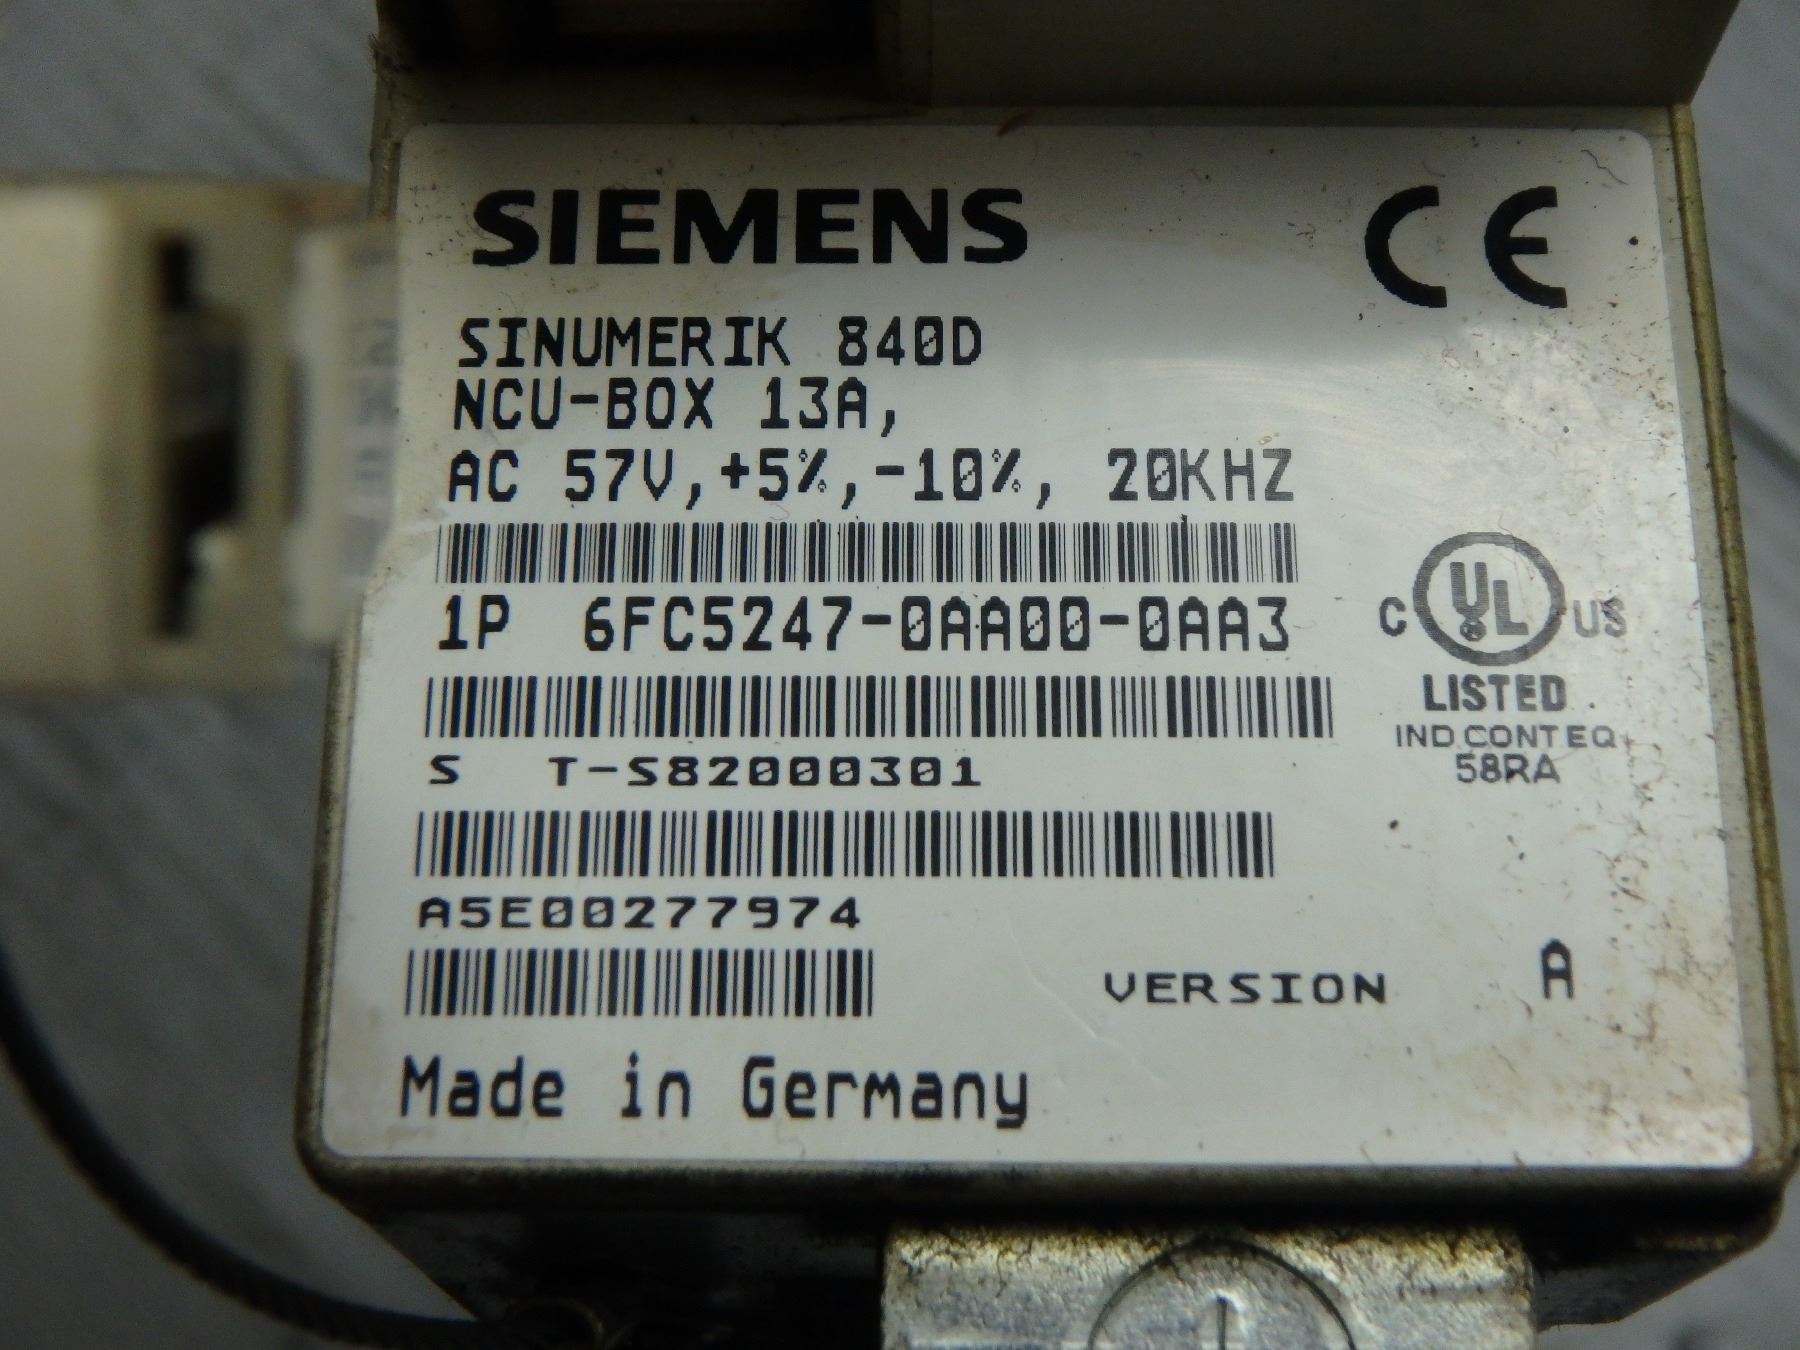 SIEMENS
CE
SINUMERIK 840D
NCU-BOX 13A,
AC 57V,+5%,-10%, 20KHZ
1P 6FC5247-0AA00-0AA3
C UL US
LISTED
IND.CONT.EQ.
58RA
S T-S82000301
A5E00277974
VERSION A
Made in Germany